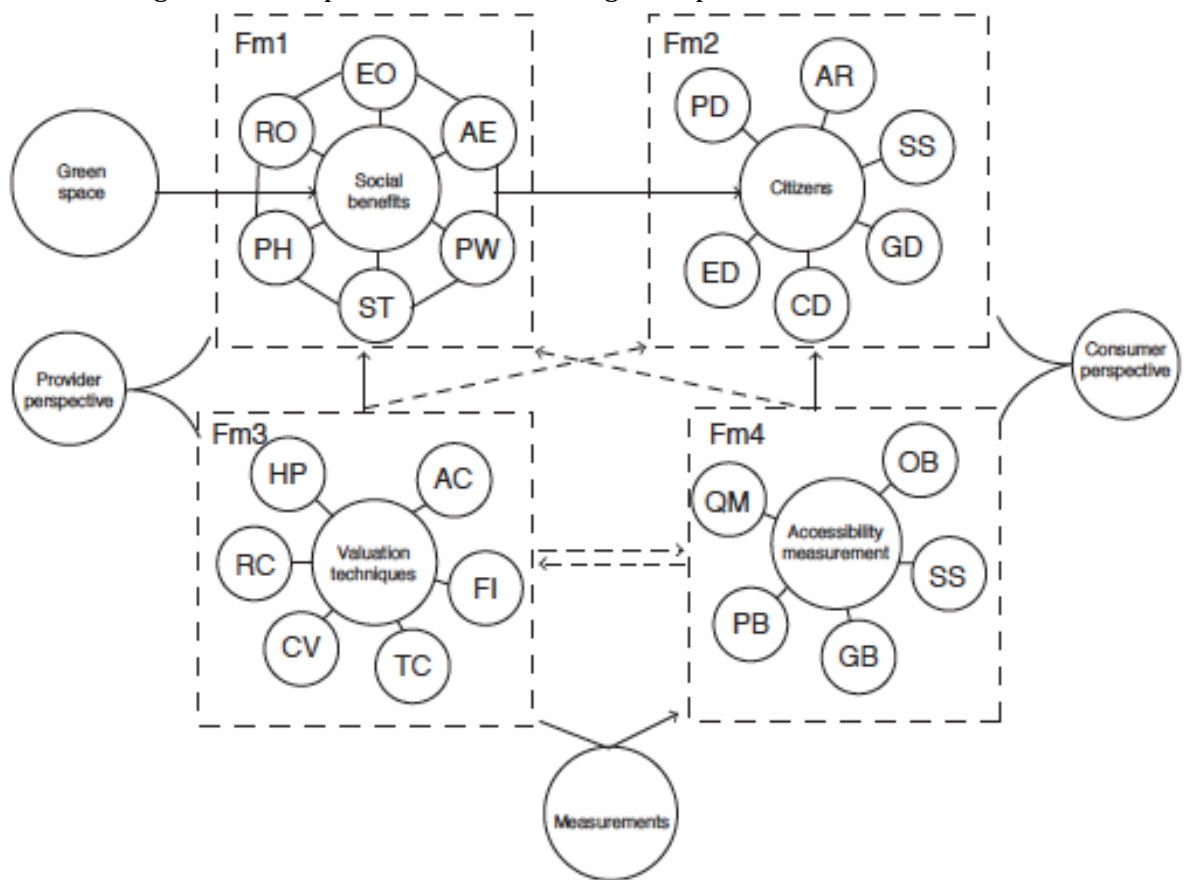 Fm1
EO
RO
AE
Social
benefits
PH
PW
ST
Green
space
Fm2
AR
PD
SS
Citizens
GD
ED
CD
Provider
perspective
Consumer
perspective
Fm3
HP
AC
RC
Valuation
techniques
FI
CV
TC
Fm4
OB
QM
Accessibility
measurement
SS
PB
GB
Measurements